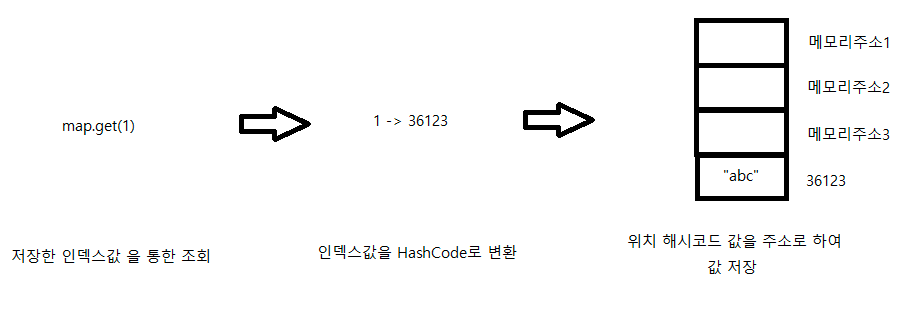 map.get(1)
1 -> 36123
메모리주소1
메모리주소2
메모리주소3
"abc"
36123
저장한 인덱스값 을 통한 조회
인덱스값을 HashCode로 변환
위치 해시코드 값을 주소로 하여
값 저장